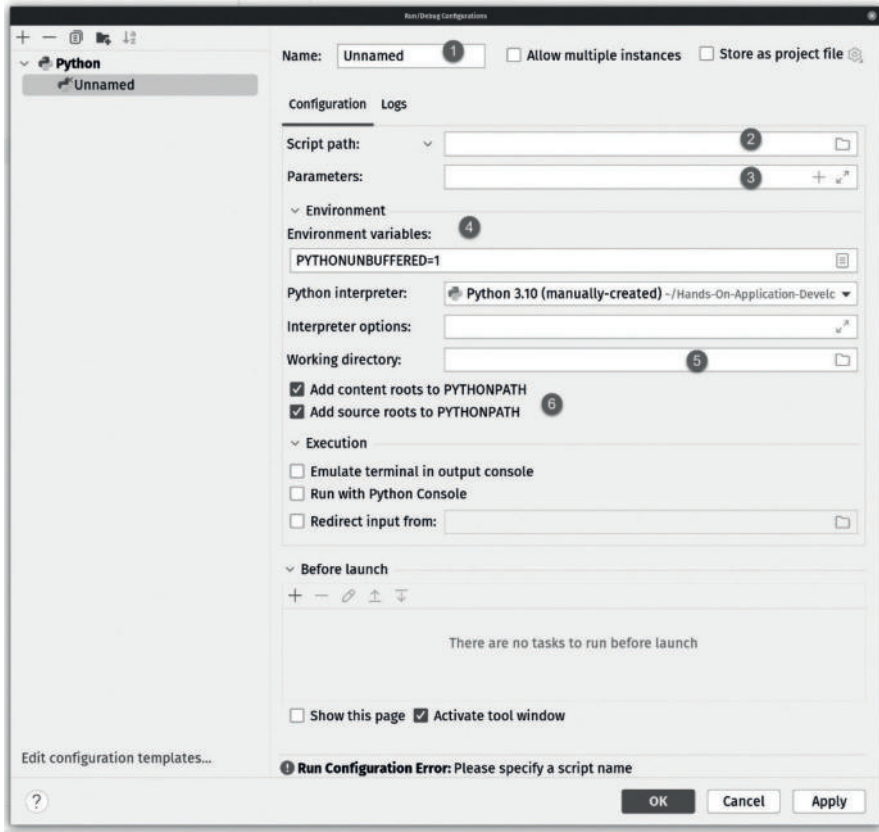 Run/Debug Configurations
Python
Unnamed
Edit configuration templates...
?
Name: Unnamed 1 Allow multiple instances Store as project file
Configuration Logs
Script path: 2
Parameters: 3
Environment
Environment variables: 4
PYTHONUNBUFFERED=1
Python interpreter: Python 3.10 (manually-created) ~/Hands-On-Application-Develc
Interpreter options:
Working directory: 5
Add content roots to PYTHONPATH
Add source roots to PYTHONPATH 6
Execution
Emulate terminal in output console
Run with Python Console
Redirect input from:
Before launch
There are no tasks to run before launch
Show this page Activate tool window
Run Configuration Error: Please specify a script name
OK Cancel Apply